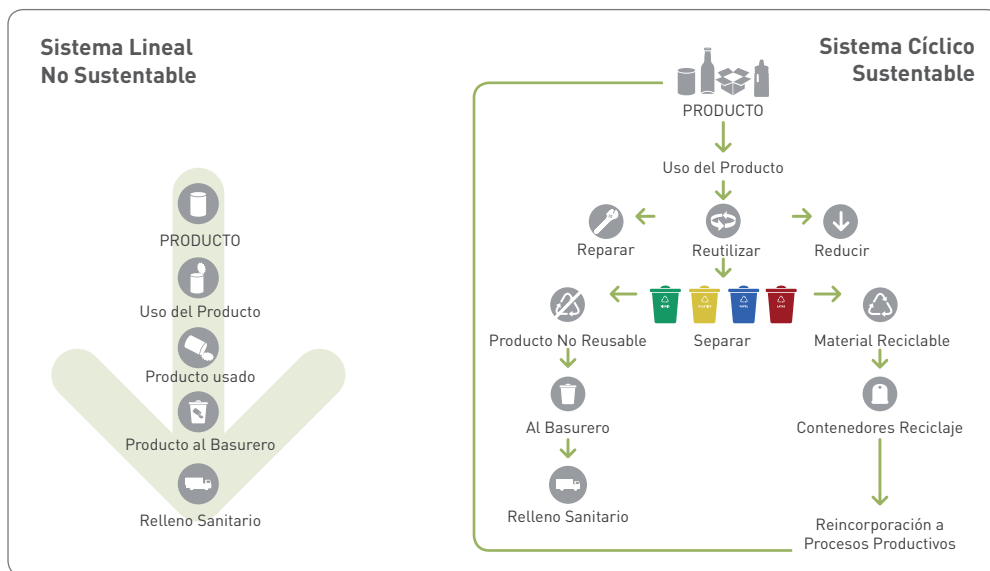 Sistema Lineal
No Sustentable
PRODUCTO
Uso del Producto
Producto usado
Producto al Basurero
Relleno Sanitario
Sistema Cíclico
Sustentable
PRODUCTO
Uso del Producto
Reparar
Reutilizar
Reducir
Producto No Reusable
Separar
Material Reciclable
Al Basurero
Contenedores Reciclaje
Relleno Sanitario
Reincorporación a
Procesos Productivos